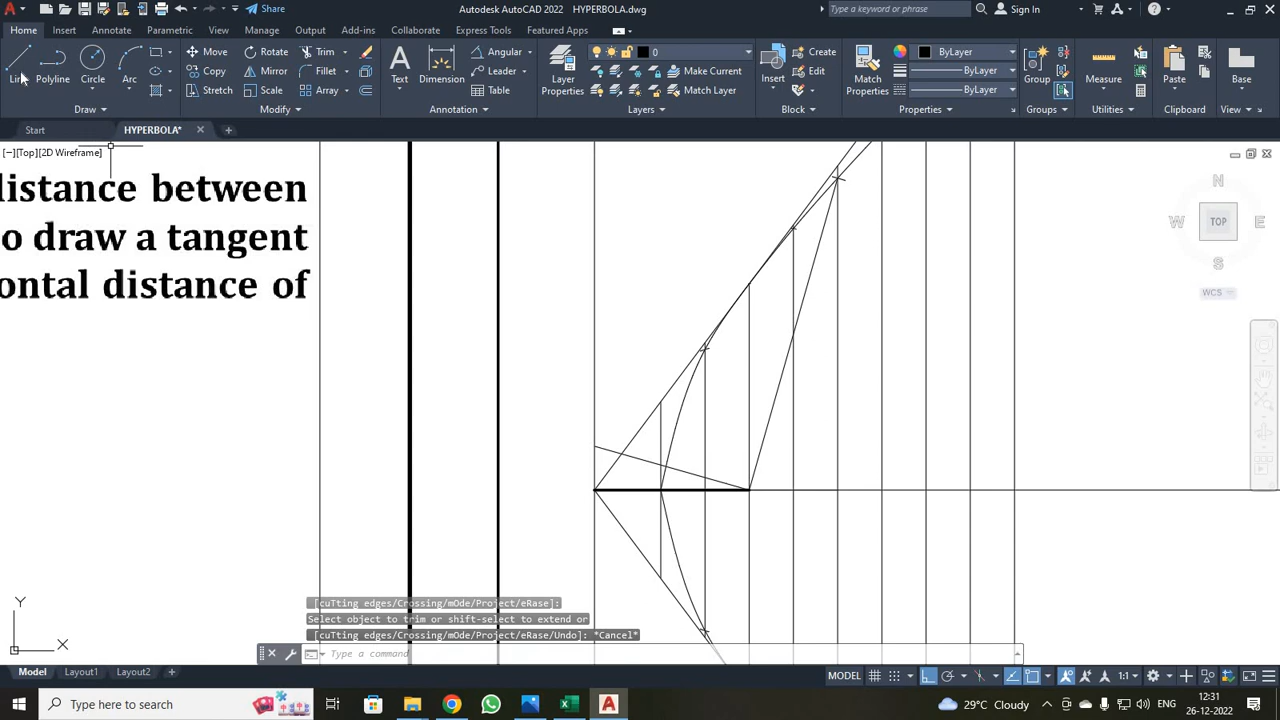 Share
Autodesk AutoCAD 2022 HYPERBOLA.dwg
Type a keyword or phrase
Sign In
Home Insert Annotate Parametric View Manage Output Add-ins Collaborate Express Tools Featured Apps
Move Rotate Trim
Copy Mirror Fillet
Stretch Scale Array
Polyline Circle Arc
Text Dimension
Angular
Leader
Table
Layer
Properties
0
Make Current
Match Layer
Insert
Create
Edit
Match
Properties
ByLayer
ByLayer
ByLayer
Group
Measure
Paste
Base
Draw Modify Annotation Layers Block Properties Groups Utilities Clipboard View
Start HYPERBOLA*
[−][Top][2D Wireframe]
distance between
o draw a tangent
ontal distance of
N
W TOP E
S
WCS
Y
X
[cuTting edges/Crossing/mOde/Project/eRase]:
Select object to trim or shift-select to extend or
[cuTting edges/Crossing/mOde/Project/eRase/Undo]: *Cancel*
Type a command
Model Layout1 Layout2
MODEL 1:1
Type here to search
29°C Cloudy
ENG
12:31
26-12-2022